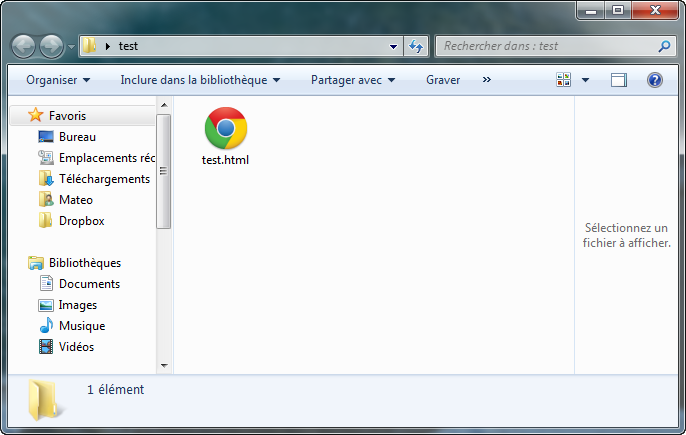 test
Rechercher dans : test
Organiser
Inclure dans la bibliothèque
Partager avec
Graver
»
Favoris
Bureau
Emplacements réc
Téléchargements
Mateo
Dropbox
Bibliothèques
Documents
Images
Musique
Vidéos
test.html
Sélectionnez un
fichier à afficher.
1 élément